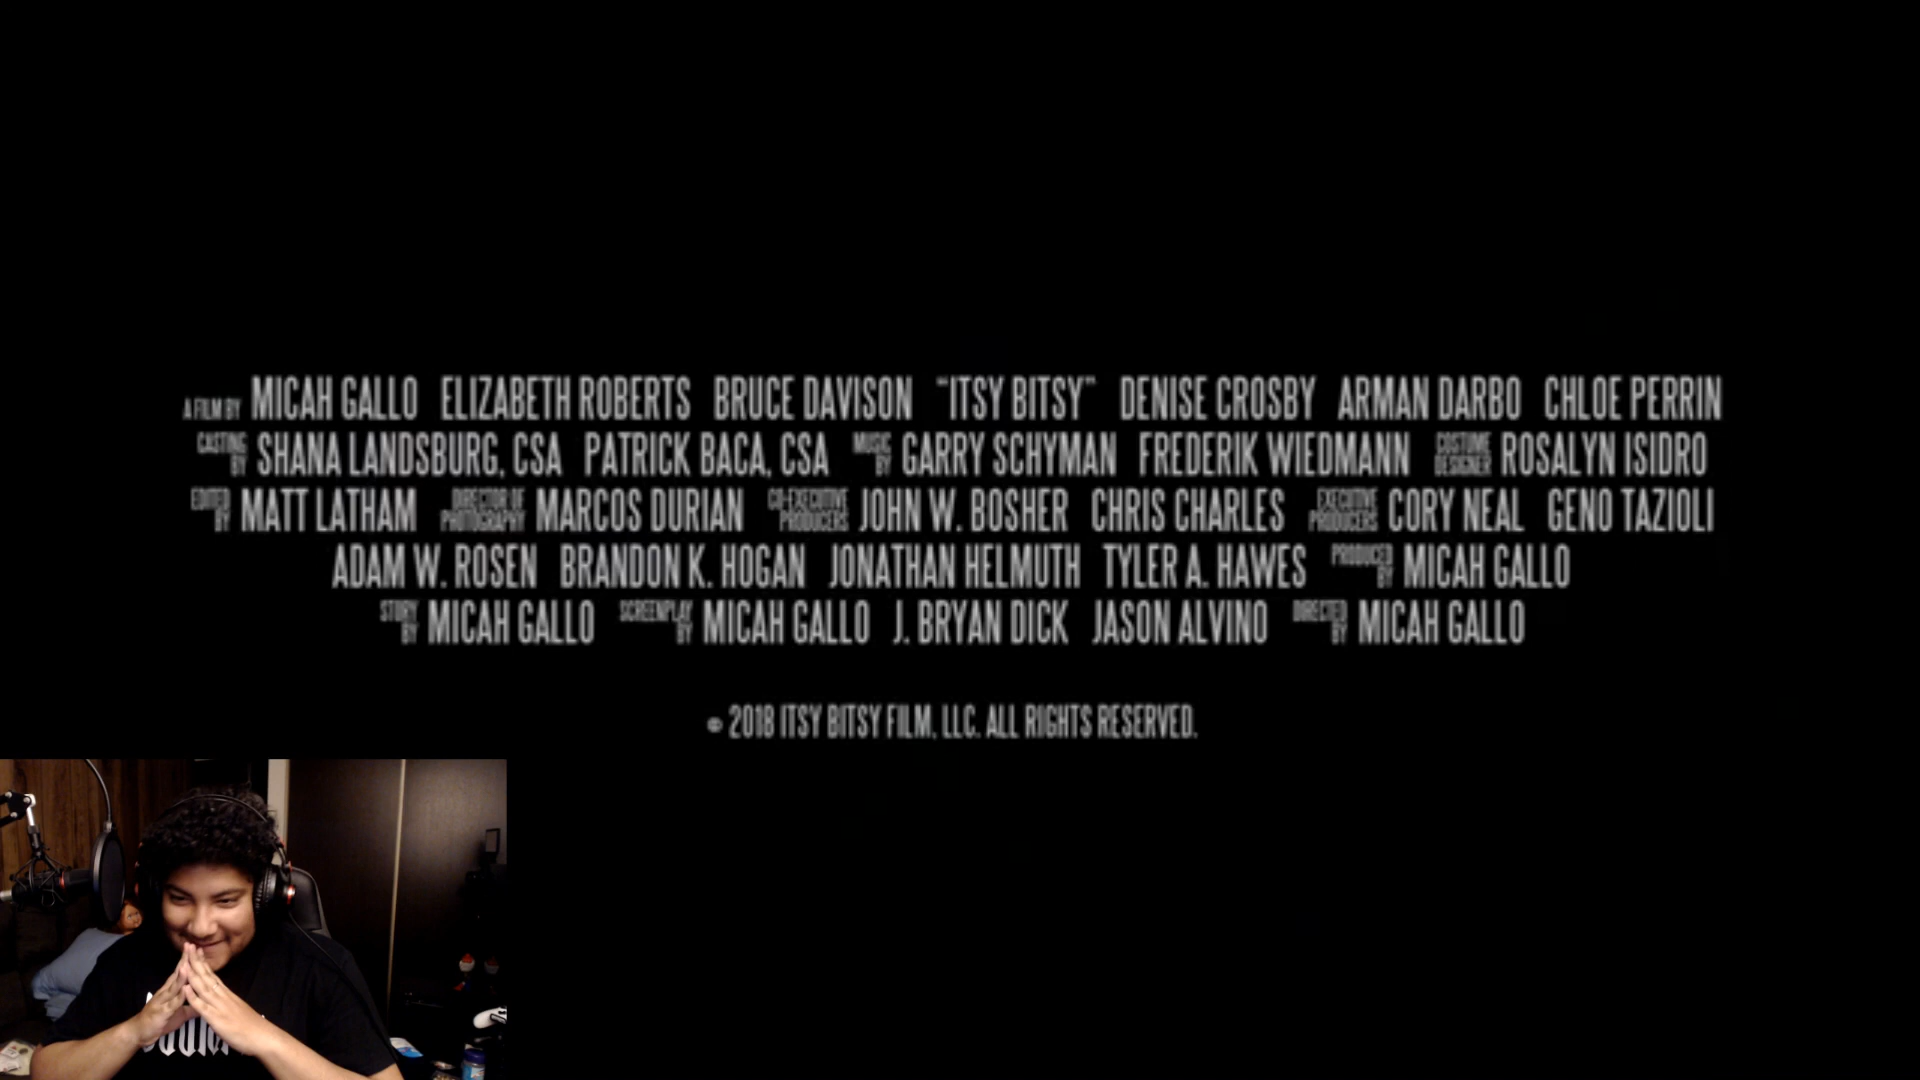 A FILM BY MICAH GALLO ELIZABETH ROBERTS BRUCE DAVISON “ITSY BITSY” DENISE CROSBY ARMAN DARBO CHLOE PERRIN
CASTING BY SHANA LANDSBURG, CSA PATRICK BACA, CSA MUSIC BY GARRY SCHYMAN FREDERIK WIEDMANN COSTUME DESIGNER ROSALYN ISIDRO
EDITED BY MATT LATHAM DIRECTOR OF PHOTOGRAPHY MARCOS DURIAN CO-EXECUTIVE PRODUCERS JOHN W. BOSHER CHRIS CHARLES EXECUTIVE PRODUCERS CORY NEAL GENO TAZIOLI
ADAM W. ROSEN BRANDON K. HOGAN JONATHAN HELMUTH TYLER A. HAWES PRODUCED BY MICAH GALLO
STORY BY MICAH GALLO SCREENPLAY BY MICAH GALLO J. BRYAN DICK JASON ALVINO DIRECTED BY MICAH GALLO
© 2018 ITSY BITSY FILM, LLC. ALL RIGHTS RESERVED.